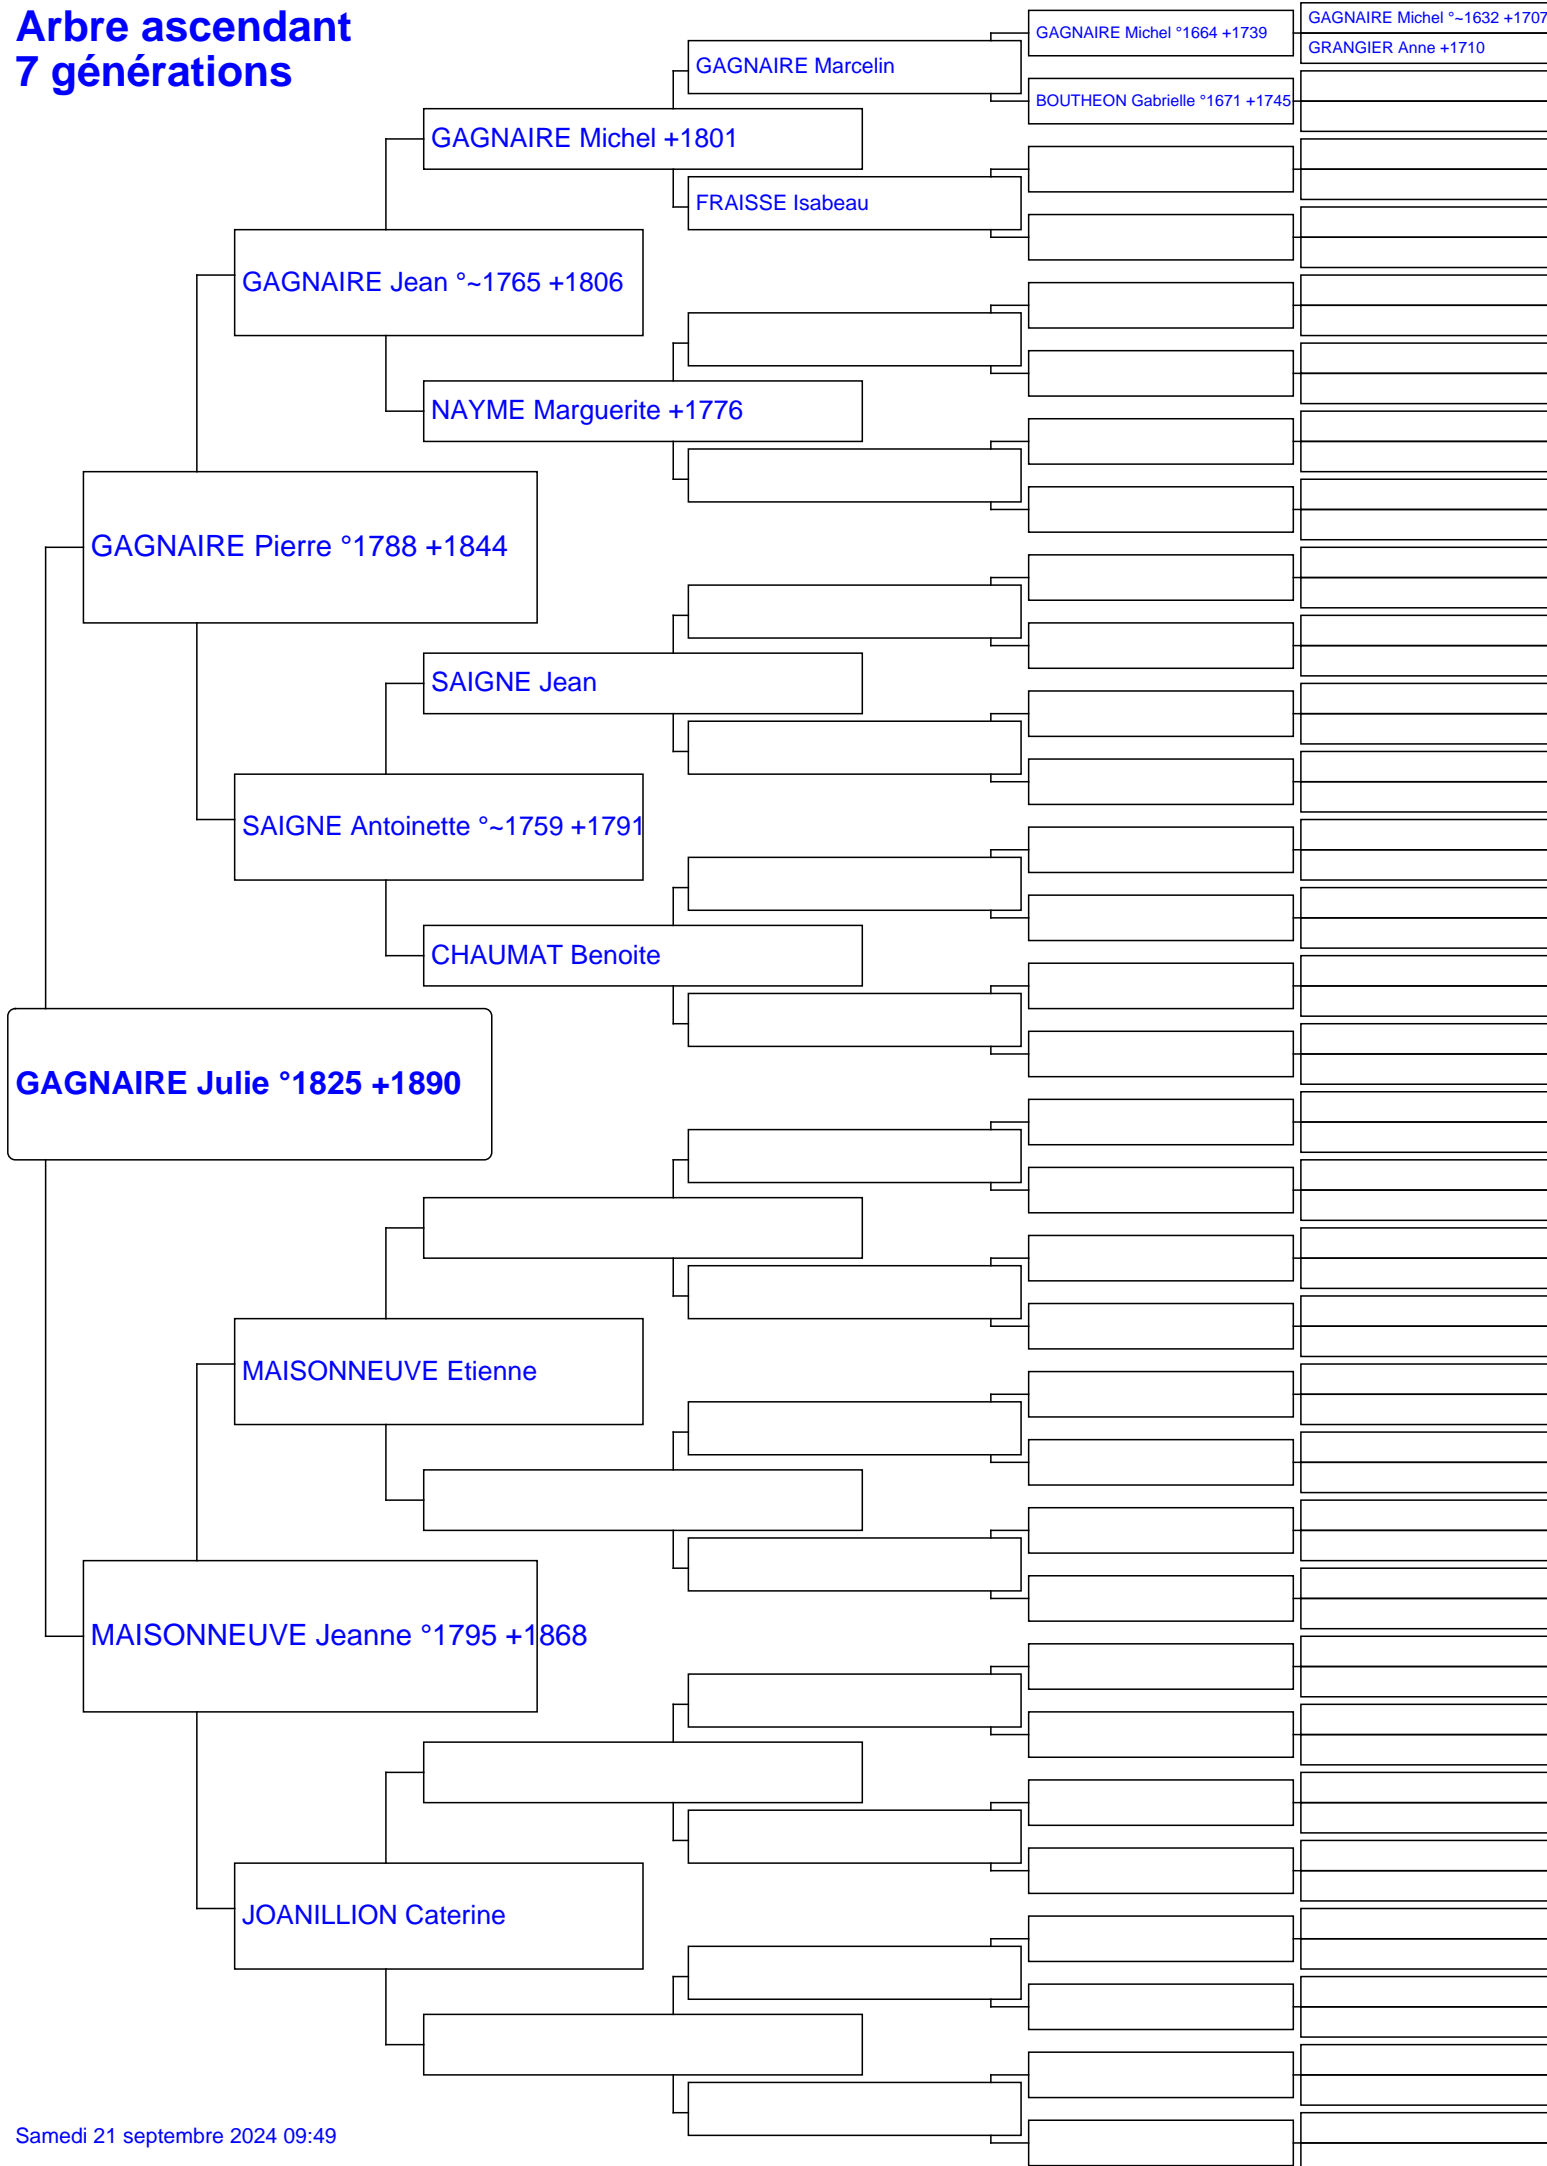 Arbre ascendant
7 générations
GAGNAIRE Michel °~1632 +1707
GAGNAIRE Michel °1664 +1739
GRANGIER Anne +1710
GAGNAIRE Marcelin
BOUTHEON Gabrielle °1671 +1745
GAGNAIRE Michel +1801
FRAISSE Isabeau
GAGNAIRE Jean °~1765 +1806
NAYME Marguerite +1776
GAGNAIRE Pierre °1788 +1844
SAIGNE Jean
SAIGNE Antoinette °~1759 +1791
CHAUMAT Benoite
GAGNAIRE Julie °1825 +1890
MAISONNEUVE Etienne
MAISONNEUVE Jeanne °1795 +1868
JOANILLION Caterine
Samedi 21 septembre 2024 09:49